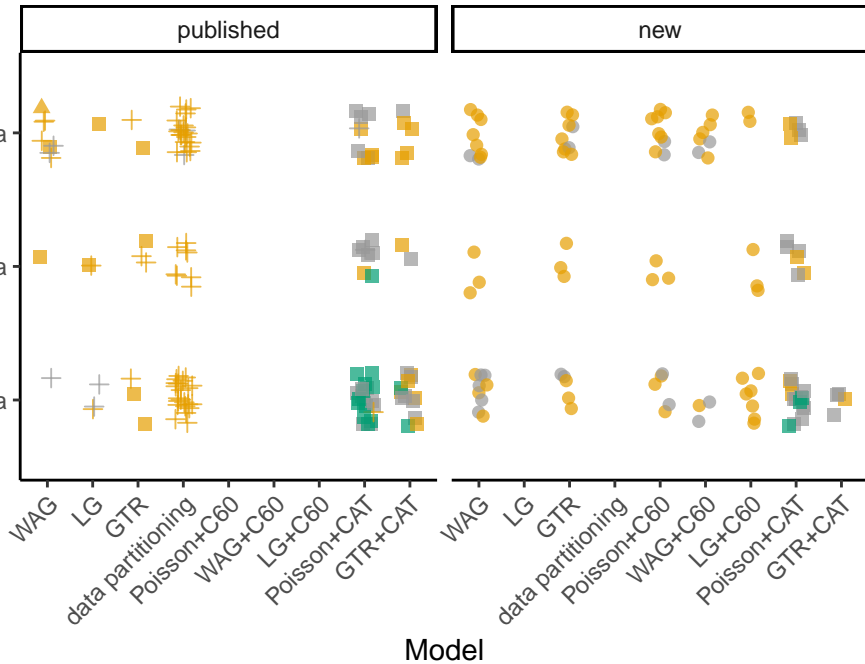 published new
a
a
a
WAG LG GTR data partitioning Poisson+C60 WAG+C60 LG+C60 Poisson+CAT GTR+CAT WAG LG GTR data partitioning Poisson+C60 WAG+C60 LG+C60 Poisson+CAT GTR+CAT
Model